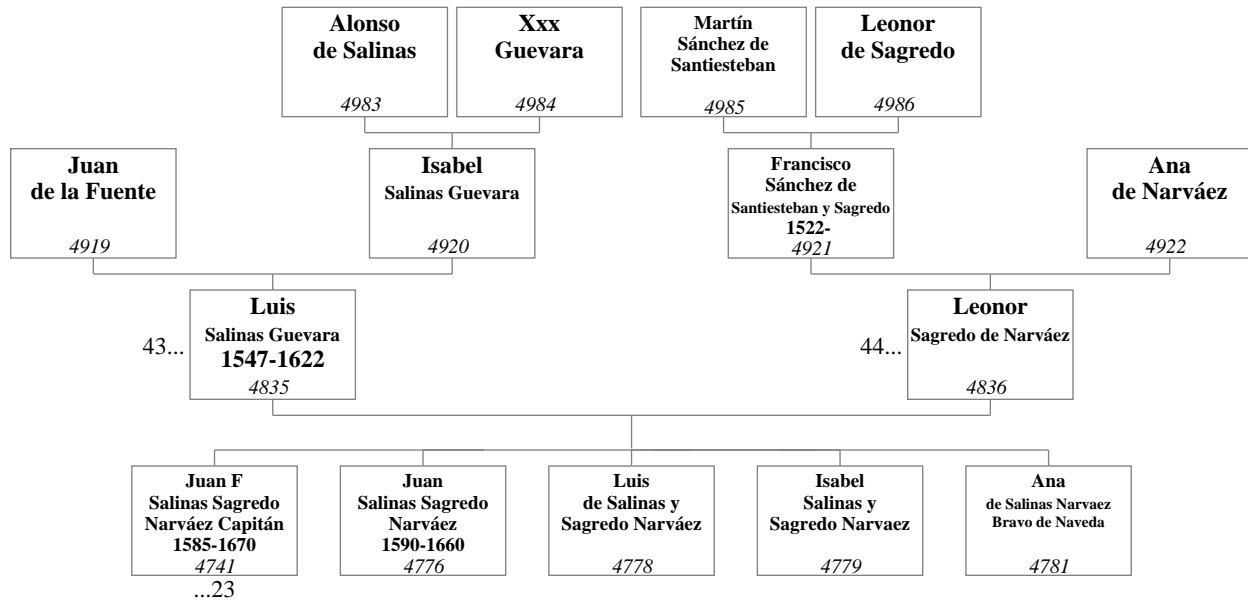 Alonso
de Salinas
4983
Xxx
Guevara
4984
Martín
Sánchez de
Santiesteban
4985
Leonor
de Sagredo
4986
Juan
de la Fuente
4919
Isabel
Salinas Guevara
4920
Francisco
Sánchez de
Santiesteban y Sagredo
1522-
4921
Ana
de Narváez
4922
43...
Luis
Salinas Guevara
1547-1622
4835
44...
Leonor
Sagredo de Narváez
4836
Juan F
Salinas Sagredo
Narváez Capitán
1585-1670
4741
...23
Juan
Salinas Sagredo
Narváez
1590-1660
4776
Luis
de Salinas y
Sagredo Narváez
4778
Isabel
Salinas y
Sagredo Narvaez
4779
Ana
de Salinas Narvaez
Bravo de Naveda
4781